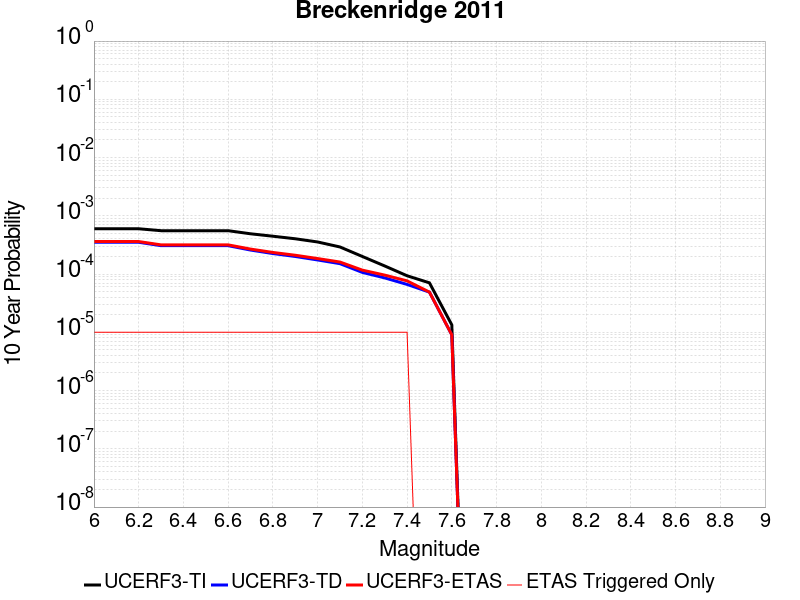 Breckenridge 2011
10^0
10^-1
10^-2
10^-3
10^-4
10^-5
10^-6
10^-7
10^-8
10 Year Probability
6 6.2 6.4 6.6 6.8 7 7.2 7.4 7.6 7.8 8 8.2 8.4 8.6 8.8 9
Magnitude
UCERF3-TI UCERF3-TD UCERF3-ETAS ETAS Triggered Only